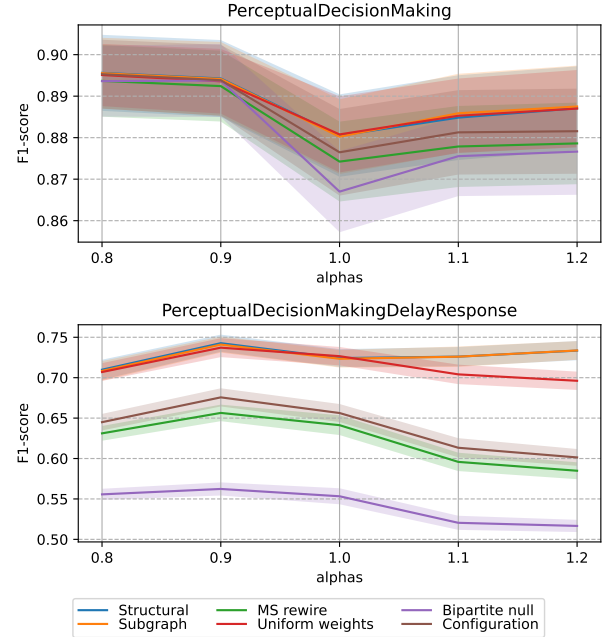 PerceptualDecisionMaking
0.90
0.89
0.88
0.87
0.86
F1-score
0.8 0.9 1.0 1.1 1.2
alphas
PerceptualDecisionMakingDelayResponse
0.75
0.70
0.65
0.60
0.55
0.50
F1-score
0.8 0.9 1.0 1.1 1.2
alphas
Structural MS rewire Bipartite null
Subgraph Uniform weights Configuration